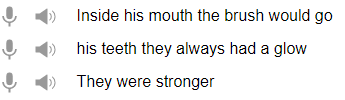 Inside his mouth the brush would go
his teeth they always had a glow
They were stronger